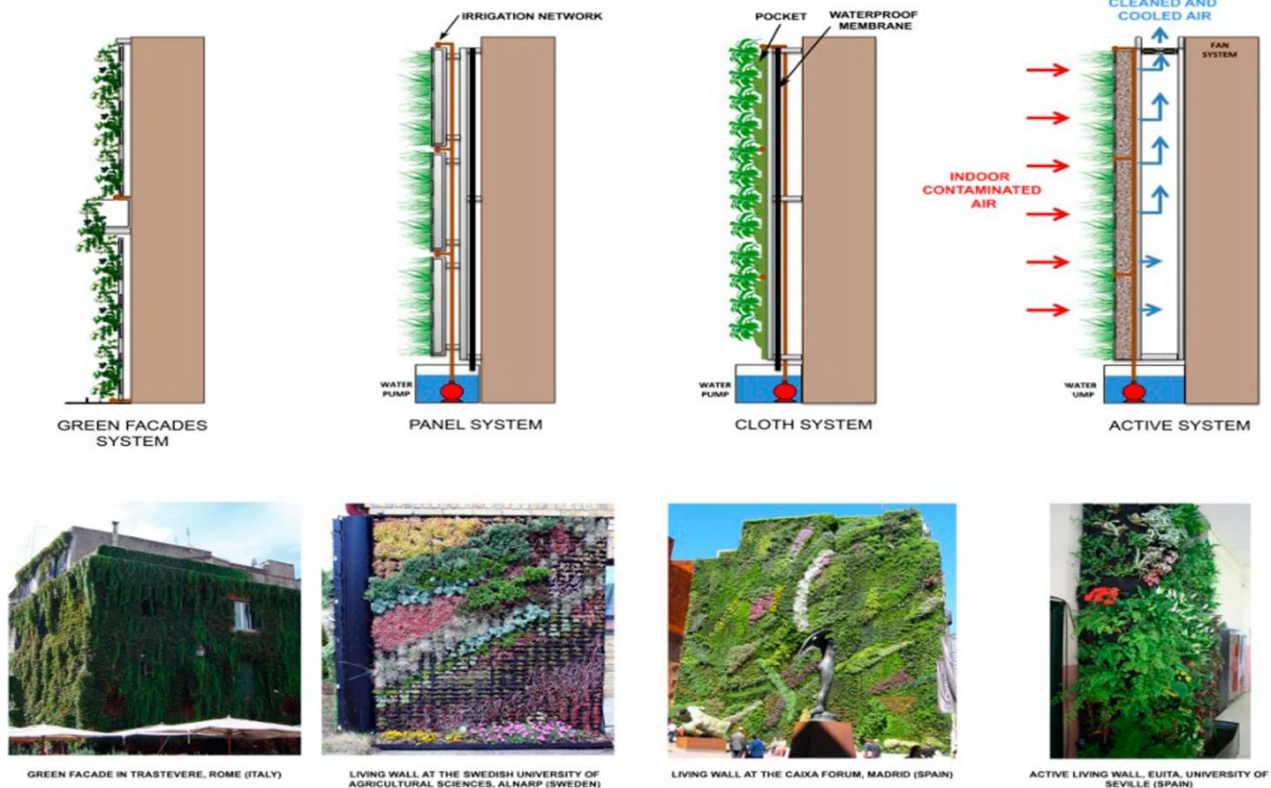 IRRIGATION NETWORK
POCKET
WATERPROOF
MEMBRANE
CLEANED AND
COOLED AIR
FAN
SYSTEM
INDOOR
CONTAMINATED
AIR
WATER
PUMP
WATER
PUMP
WATER
UMP
GREEN FACADES
SYSTEM
PANEL SYSTEM
CLOTH SYSTEM
ACTIVE SYSTEM
GREEN FACADE IN TRASTEVERE, ROME (ITALY)
LIVING WALL AT THE SWEDISH UNIVERSITY OF
AGRICULTURAL SCIENCES, ALNARP (SWEDEN)
LIVING WALL AT THE CAIXA FORUM, MADRID (SPAIN)
ACTIVE LIVING WALL, EUITA, UNIVERSITY OF
SEVILLE (SPAIN)